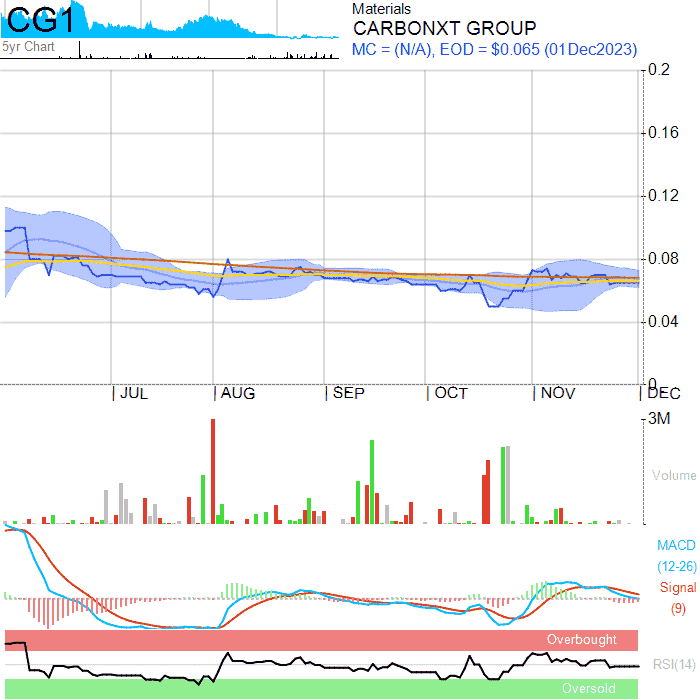 CG1
5yr Chart
Materials
CARBONXT GROUP
MC = (N/A), EOD = $0.065 (01Dec2023)
0.2
0.16
0.12
0.08
0.04
0
JUL AUG SEP OCT NOV DEC
3M
Volume
MACD
(12-26)
Signal
(9)
Overbought
RSI(14)
Oversold